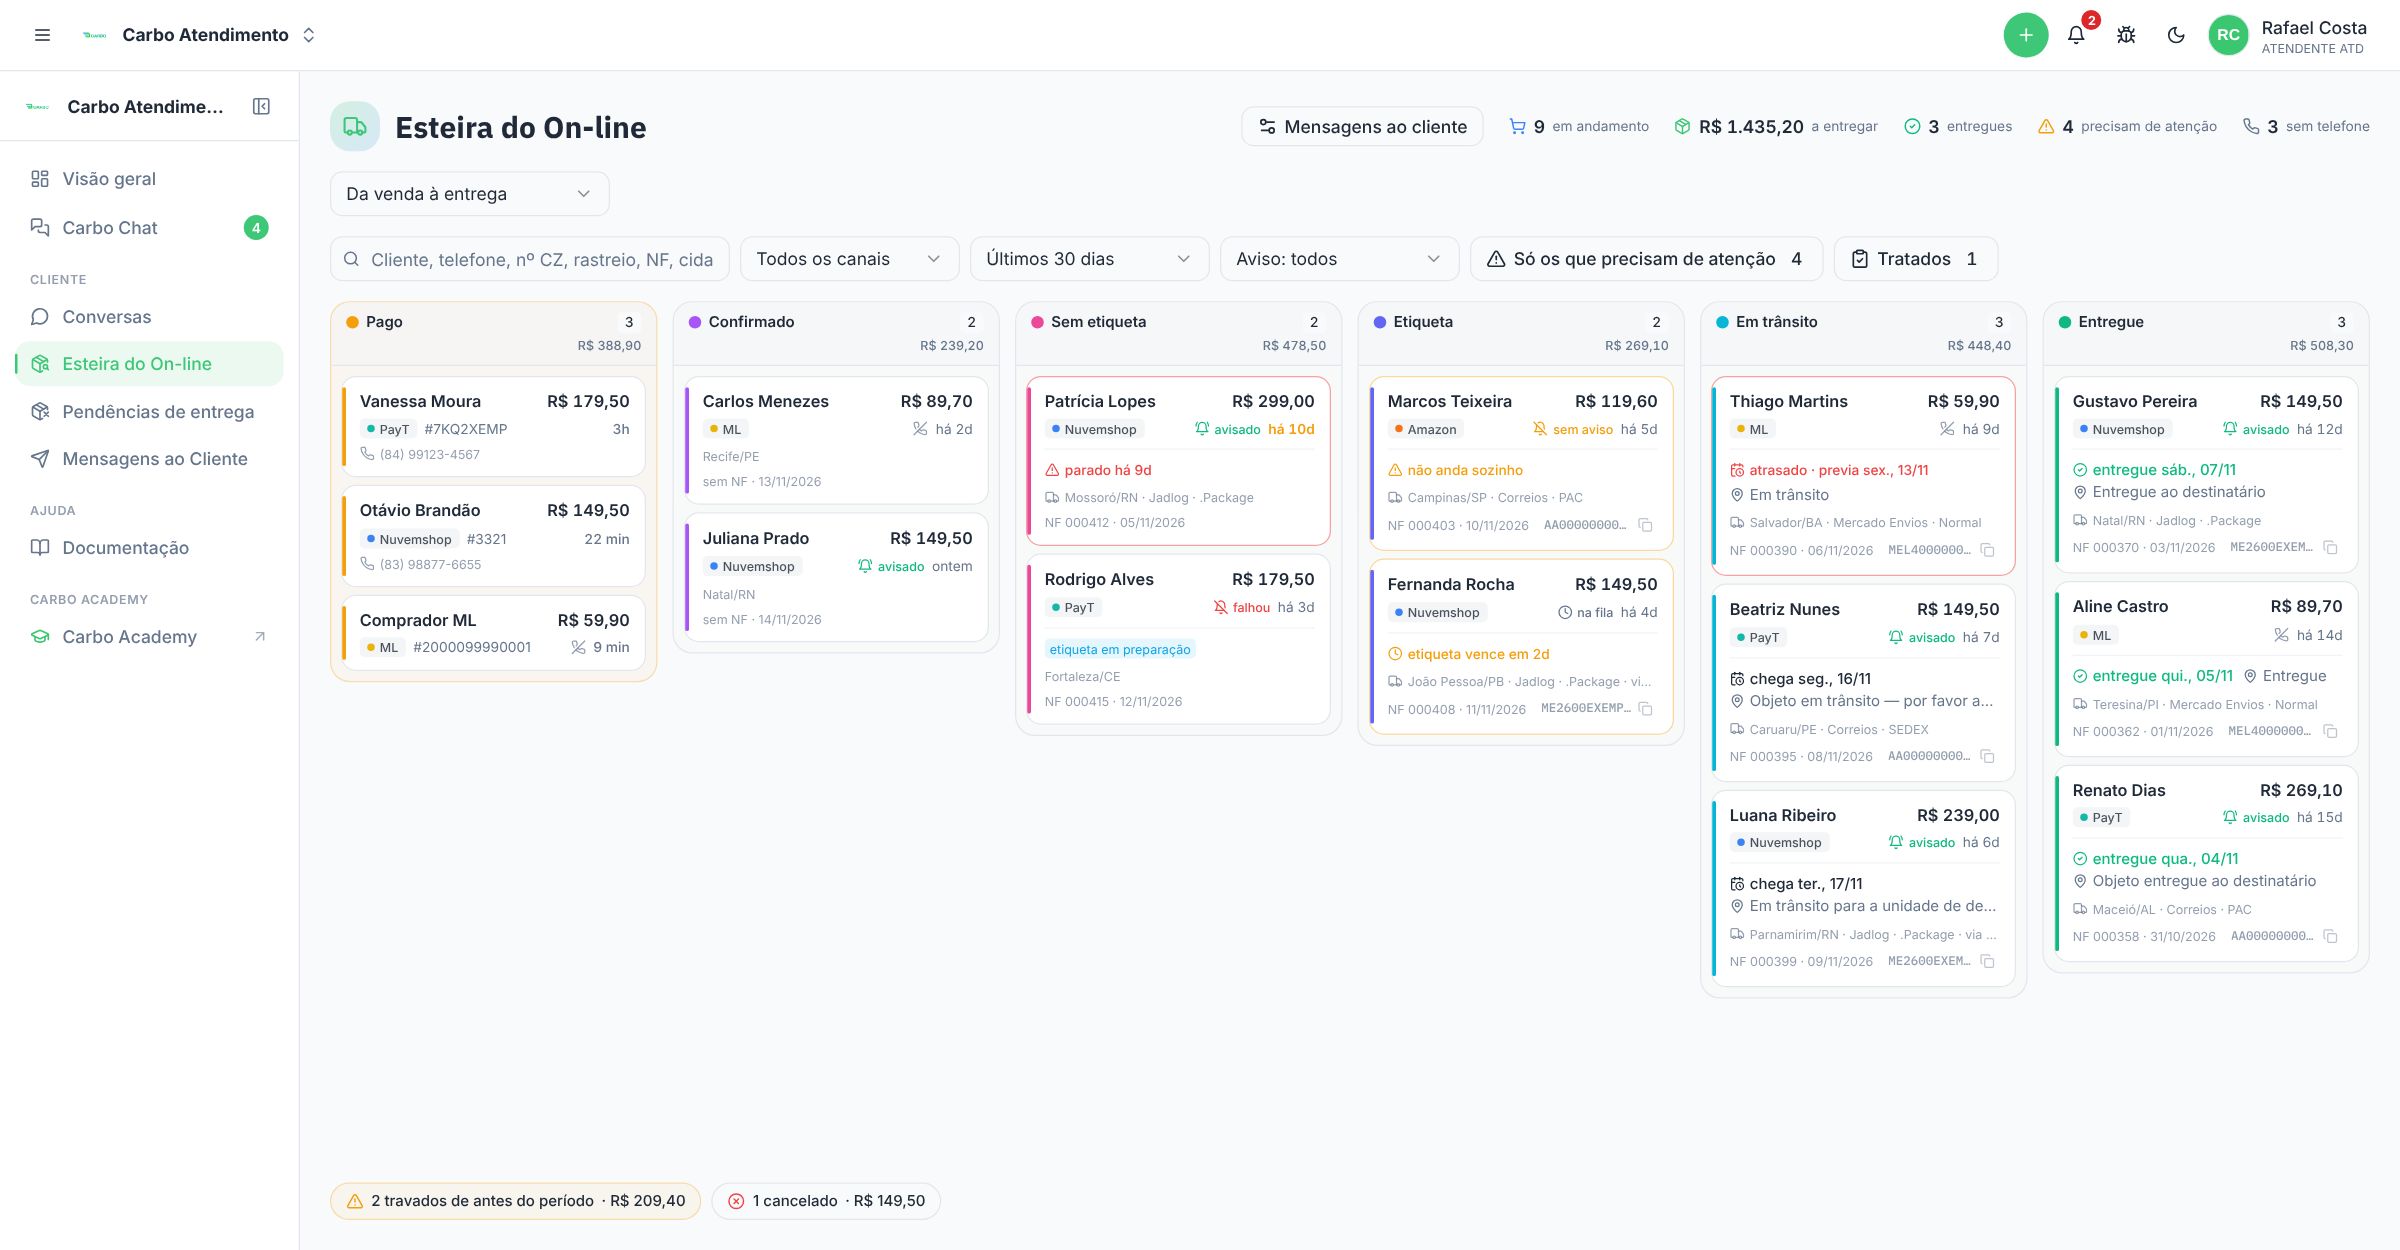 Carbo Atendimento
2
RC
Rafael Costa
ATENDENTE ATD
Carbo Atendime...
Visão geral
Carbo Chat 4
CLIENTE
Conversas
Esteira do On-line
Pendências de entrega
Mensagens ao Cliente
AJUDA
Documentação
CARBO ACADEMY
Carbo Academy
Esteira do On-line
Mensagens ao cliente
9 em andamento
R$ 1.435,20 a entregar
3 entregues
4 precisam de atenção
3 sem telefone
Da venda à entrega
Cliente, telefone, nº CZ, rastreio, NF, cida
Todos os canais
Últimos 30 dias
Aviso: todos
Só os que precisam de atenção 4
Tratados 1
Pago 3
R$ 388,90
Vanessa Moura R$ 179,50
PayT #7KQ2XEMP 3h
(84) 99123-4567
Otávio Brandão R$ 149,50
Nuvemshop #3321 22 min
(83) 98877-6655
Comprador ML R$ 59,90
ML #2000099990001 9 min
Confirmado 2
R$ 239,20
Carlos Menezes R$ 89,70
ML há 2d
Recife/PE
sem NF · 13/11/2026
Juliana Prado R$ 149,50
Nuvemshop avisado ontem
Natal/RN
sem NF · 14/11/2026
Sem etiqueta 2
R$ 478,50
Patrícia Lopes R$ 299,00
Nuvemshop avisado há 10d
parado há 9d
Mossoró/RN · Jadlog · .Package
NF 000412 · 05/11/2026
Rodrigo Alves R$ 179,50
PayT falhou há 3d
etiqueta em preparação
Fortaleza/CE
NF 000415 · 12/11/2026
Etiqueta 2
R$ 269,10
Marcos Teixeira R$ 119,60
Amazon sem aviso há 5d
não anda sozinho
Campinas/SP · Correios · PAC
NF 000403 · 10/11/2026 AA00000000...
Fernanda Rocha R$ 149,50
Nuvemshop na fila há 4d
etiqueta vence em 2d
João Pessoa/PB · Jadlog · .Package · vi...
NF 000408 · 11/11/2026 ME2600EXEMP...
Em trânsito 3
R$ 448,40
Thiago Martins R$ 59,90
ML há 9d
atrasado · previa sex., 13/11
Em trânsito
Salvador/BA · Mercado Envios · Normal
NF 000390 · 06/11/2026 MEL4000000...
Beatriz Nunes R$ 149,50
PayT avisado há 7d
chega seg., 16/11
Objeto em trânsito — por favor a...
Caruaru/PE · Correios · SEDEX
NF 000395 · 08/11/2026 AA00000000...
Luana Ribeiro R$ 239,00
Nuvemshop avisado há 6d
chega ter., 17/11
Em trânsito para a unidade de de...
Parnamirim/RN · Jadlog · .Package · via ...
NF 000399 · 09/11/2026 ME2600EXEM...
Entregue 3
R$ 508,30
Gustavo Pereira R$ 149,50
Nuvemshop avisado há 12d
entregue sáb., 07/11
Entregue ao destinatário
Natal/RN · Jadlog · .Package
NF 000370 · 03/11/2026 ME2600EXEM...
Aline Castro R$ 89,70
ML há 14d
entregue qui., 05/11 Entregue
Teresina/PI · Mercado Envios · Normal
NF 000362 · 01/11/2026 MEL4000000...
Renato Dias R$ 269,10
PayT avisado há 15d
entregue qua., 04/11
Objeto entregue ao destinatário
Maceió/AL · Correios · PAC
NF 000358 · 31/10/2026 AA00000000...
2 travados de antes do período · R$ 209,40
1 cancelado · R$ 149,50